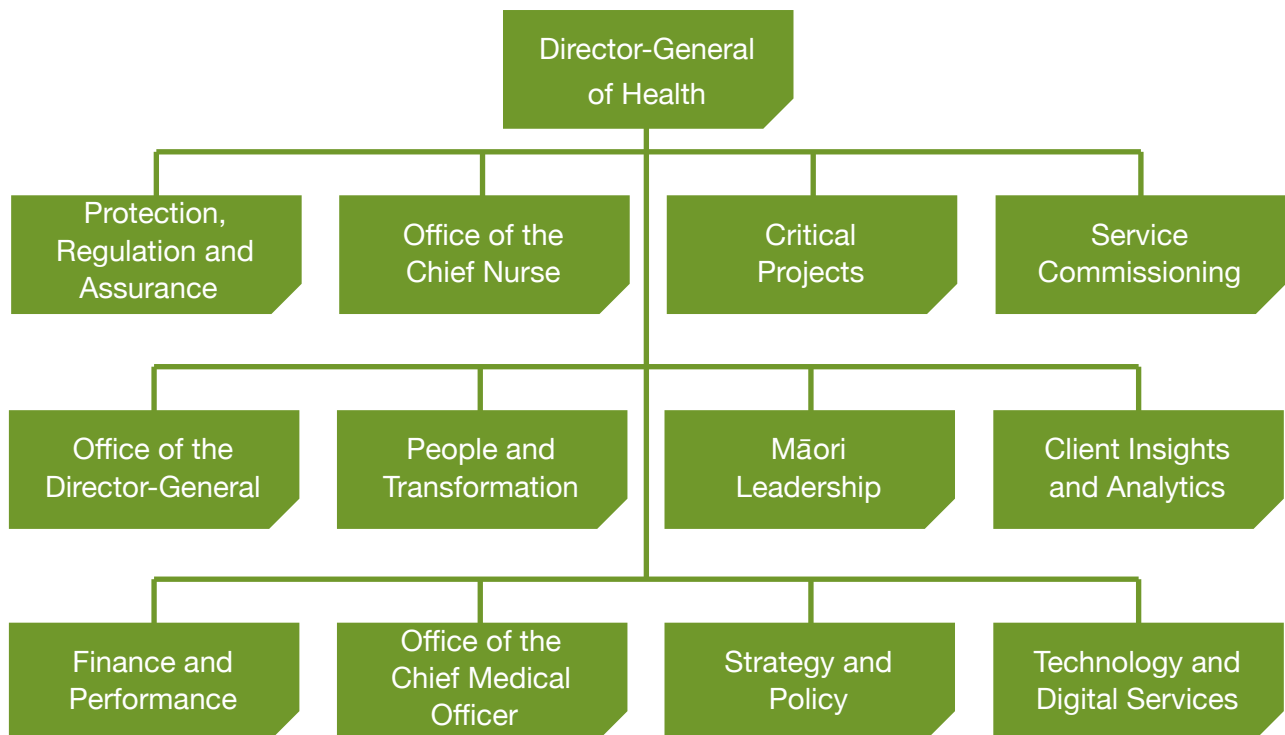 Director-General
of Health
Protection,
Regulation and
Assurance
Office of the
Chief Nurse
Critical
Projects
Service
Commissioning
Office of the
Director-General
People and
Transformation
Māori
Leadership
Client Insights
and Analytics
Finance and
Performance
Office of the
Chief Medical
Officer
Strategy and
Policy
Technology and
Digital Services